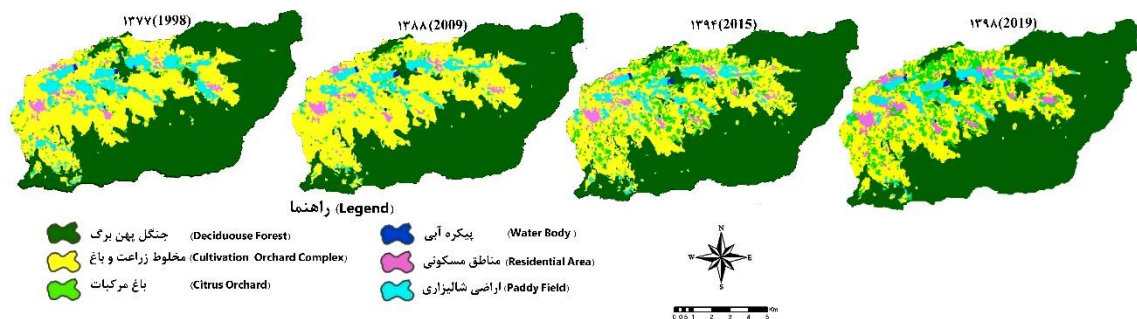 ۱۳۷۷(1998)
۱۳۸۸(2009)
۱۳۹۴(2015)
۱۳۹۸(2019)
راهنما (Legend)
جنگل پهن برگ (Deciduouse Forest)
پیکره آبی (Water Body)
مخلوط زراعت و باغ (Cultivation Orchard Complex)
مناطق مسکونی (Residential Area)
باغ مرکبات (Citrus Orchard)
اراضی شالیزاری (Paddy Field)
N
W E
S
0 0.5 1 2 3 4 5 Km